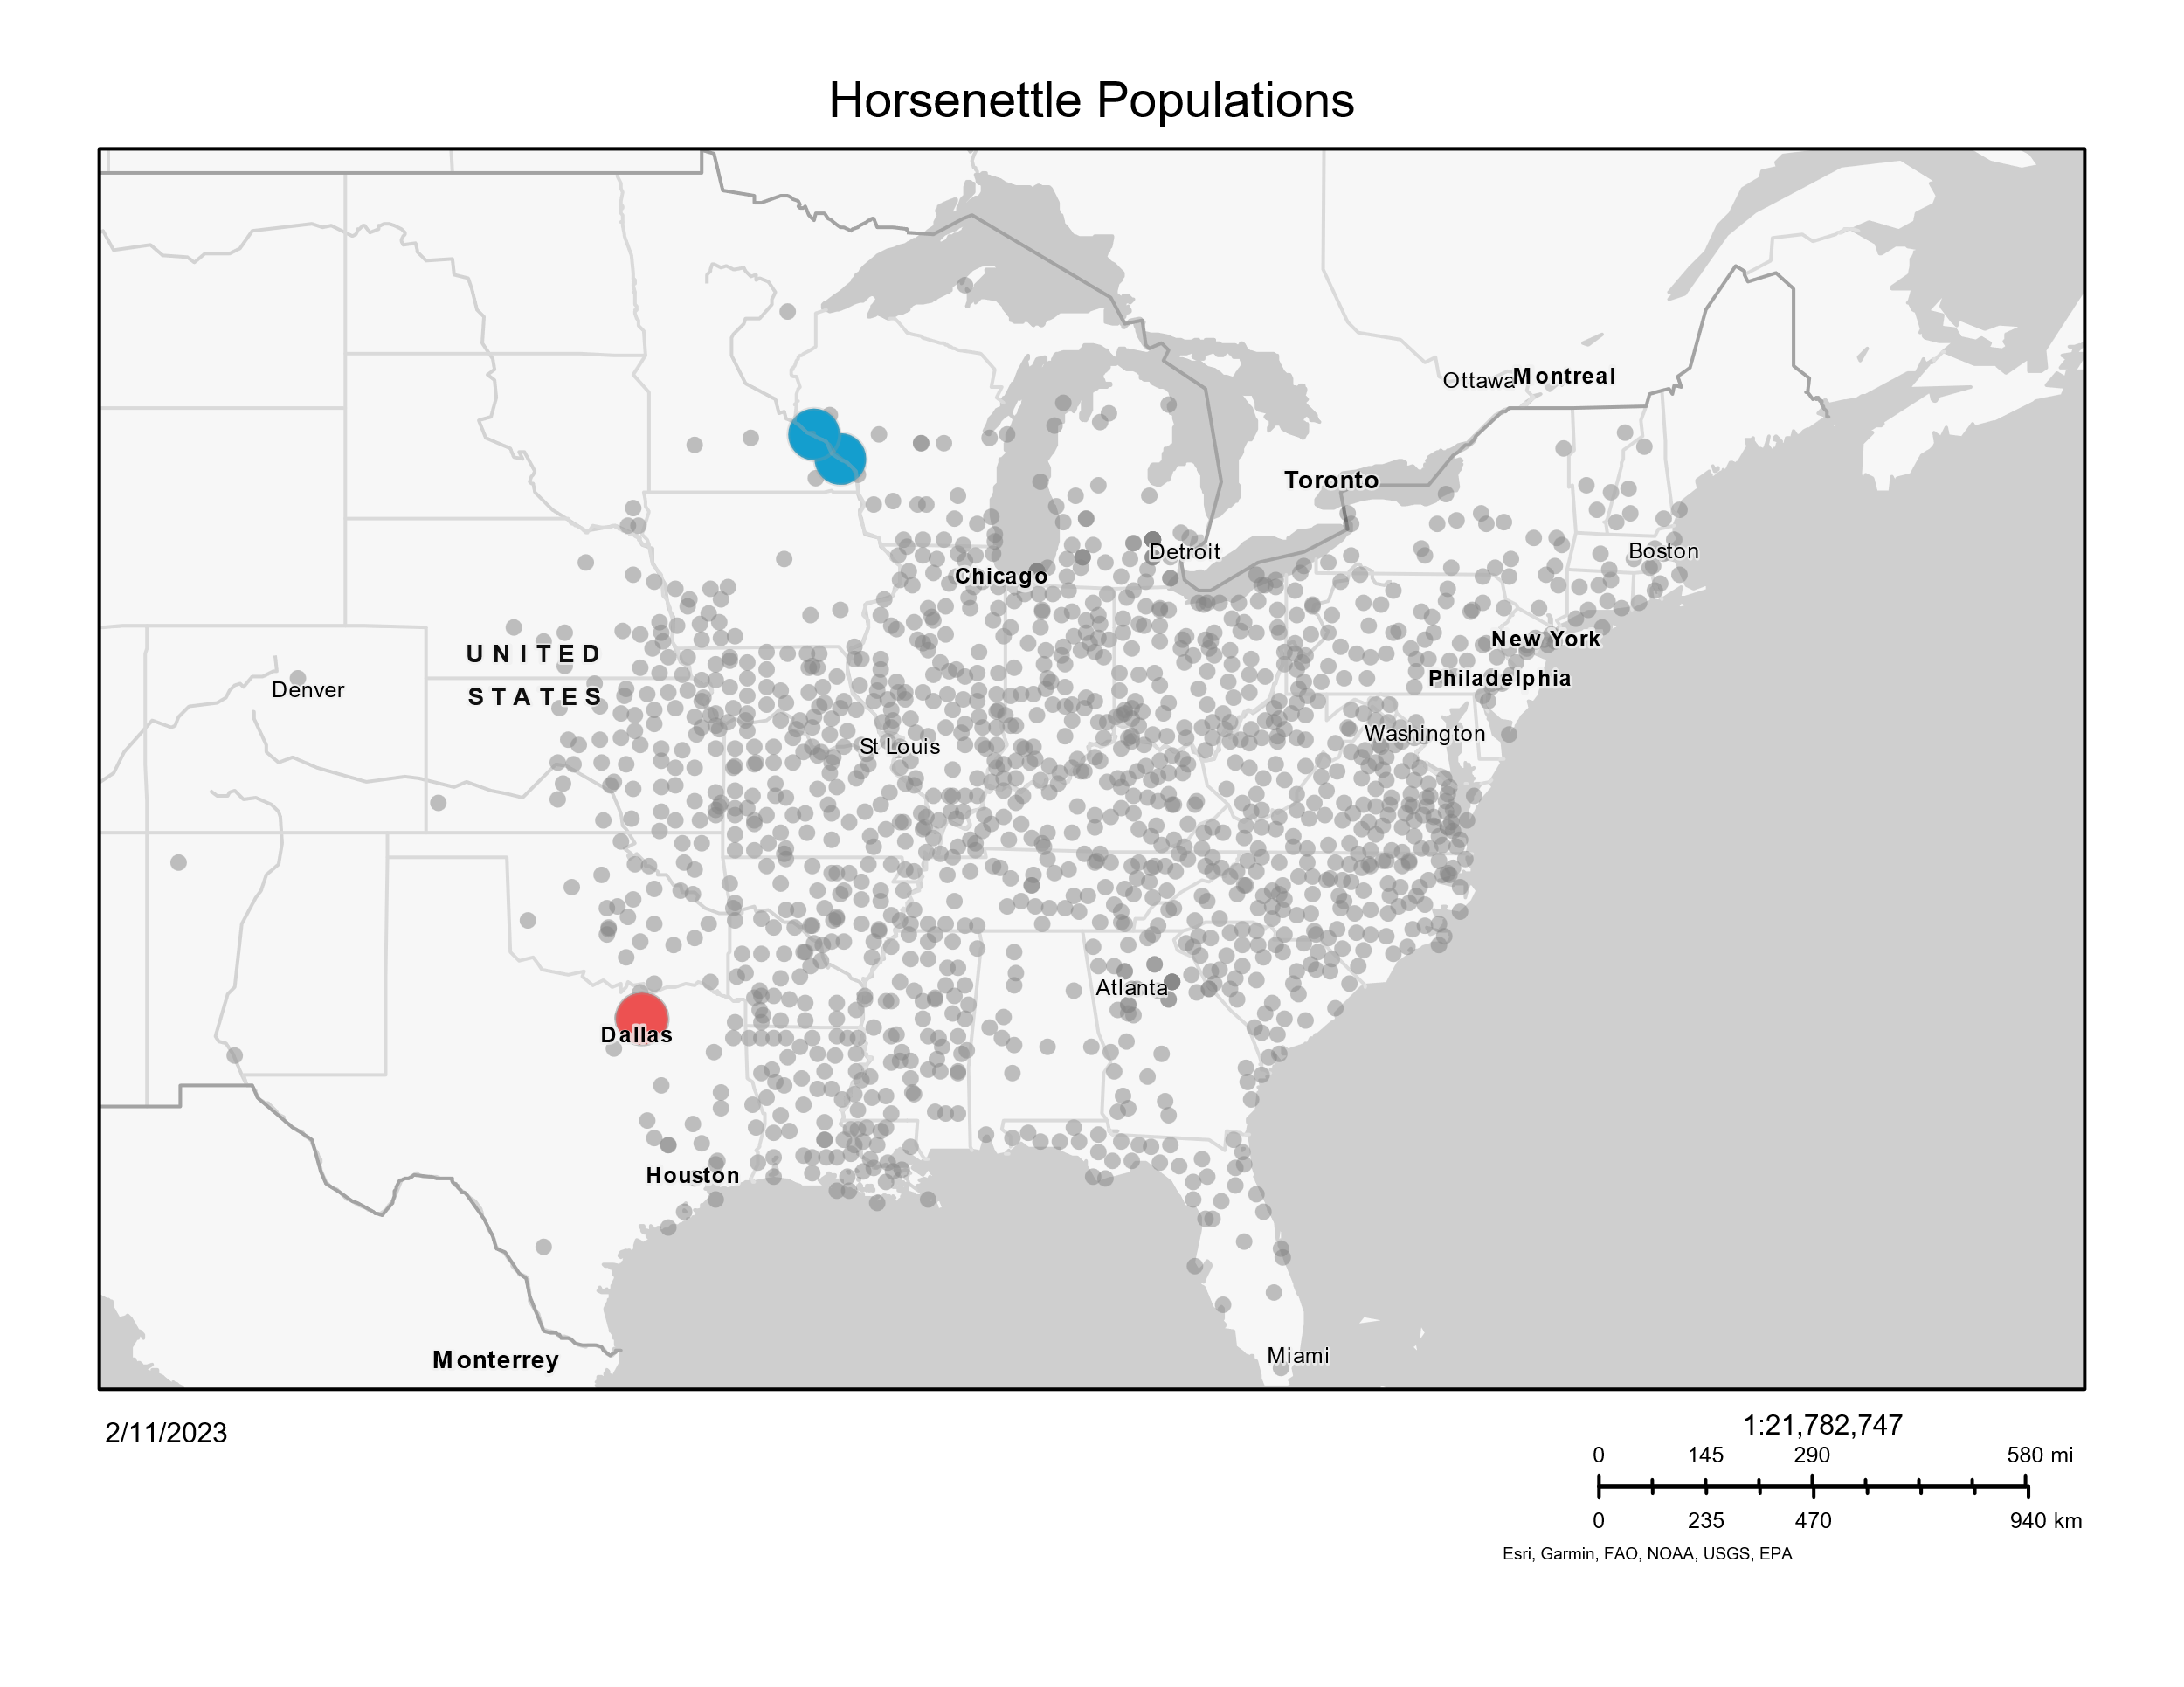 Horsenettle Populations
Ottawa
Montreal
Toronto
Detroit
Boston
Chicago
New York
UNITED
STATES
Denver
Philadelphia
Washington
St Louis
Atlanta
Dallas
Houston
Miami
Monterrey
2/11/2023
1:21,782,747
0 145 290 580 mi
0 235 470 940 km
Esri, Garmin, FAO, NOAA, USGS, EPA